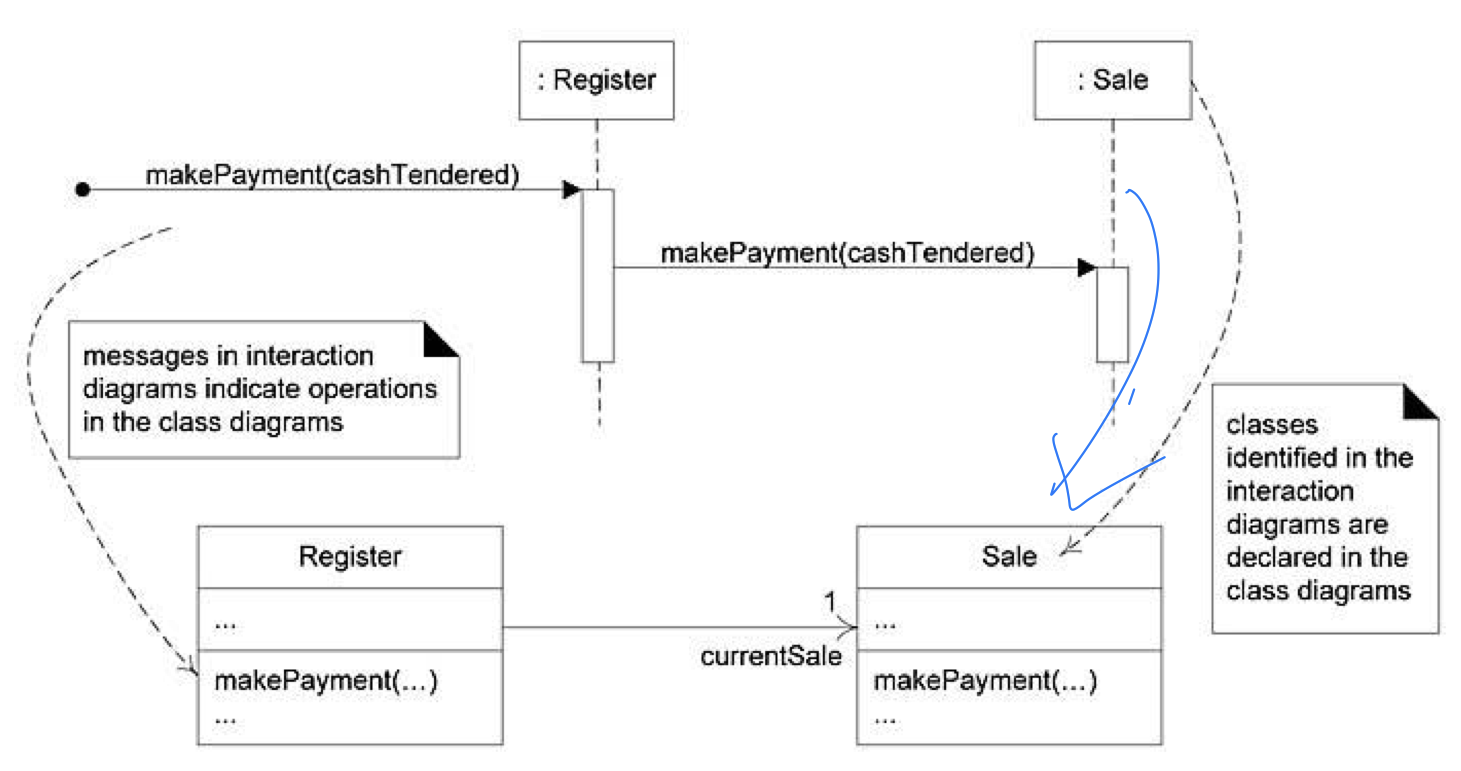 : Register
: Sale
makePayment(cashTendered)
makePayment(cashTendered)
messages in interaction
diagrams indicate operations
in the class diagrams
classes
identified in the
interaction
diagrams are
declared in the
class diagrams
Register
...
makePayment(...)
...
1
currentSale
Sale
...
makePayment(...)
...